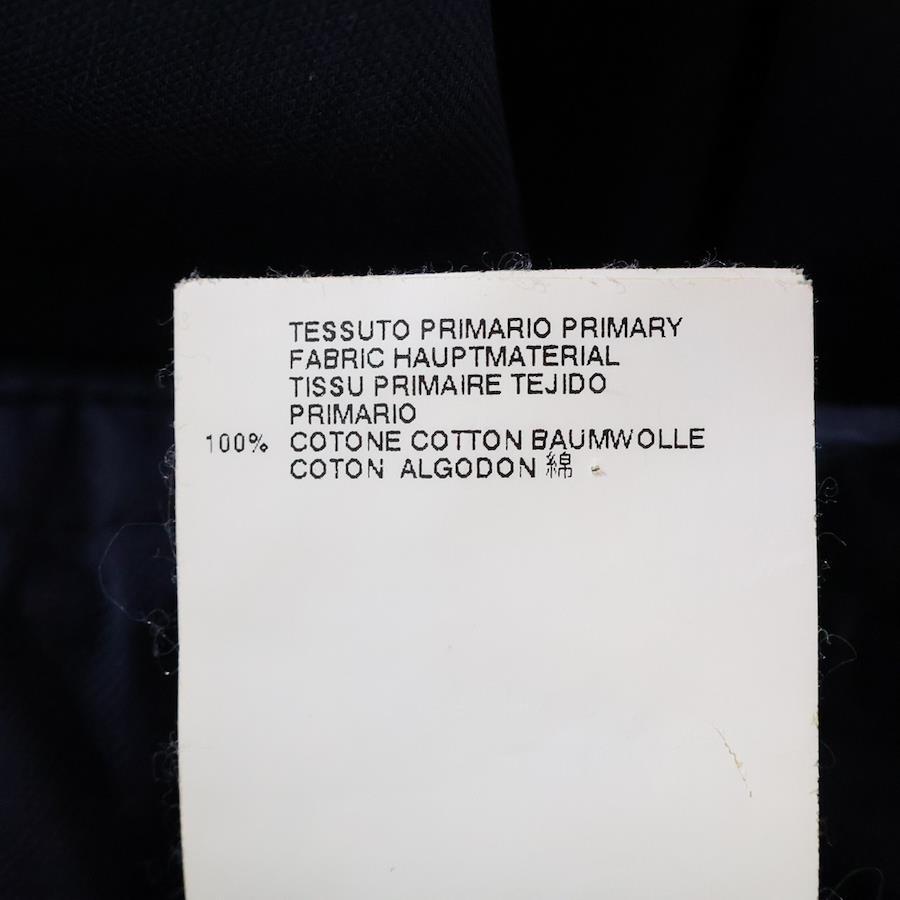 TESSUTO PRIMARIO PRIMARY
FABRIC HAUPTMATERIAL
TISSU PRIMAIRE TEJIDO
PRIMARIO
100% COTONE COTTON BAUMWOLLE
COTON ALGODON 綿